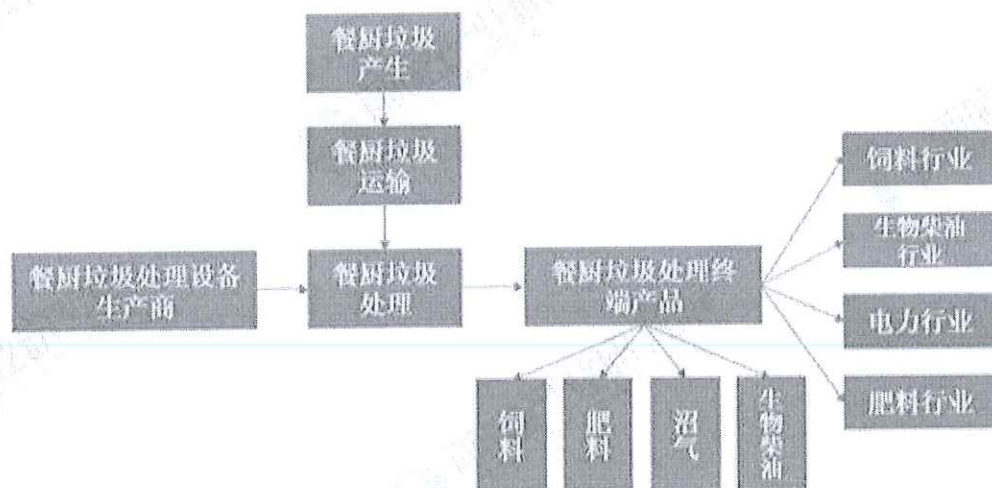 餐厨垃圾
产生
餐厨垃圾
运输
餐厨垃圾处理设备
生产商
餐厨垃圾
处理
餐厨垃圾处理终
端产品
饲料行业
生物柴油
行业
电力行业
肥料行业
饲料
肥料
沼气
生物柴油